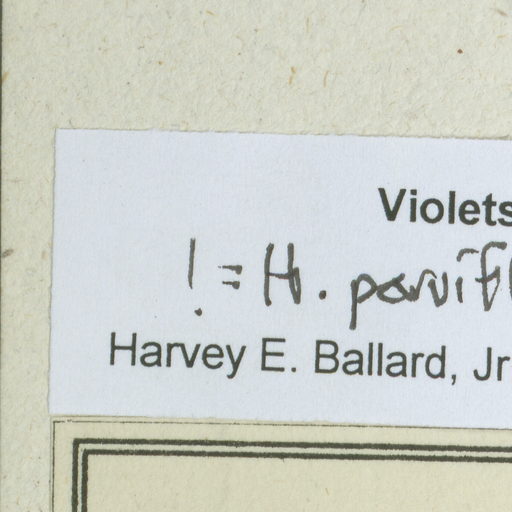 Violets
! = H. parvifl
Harvey E. Ballard, Jr